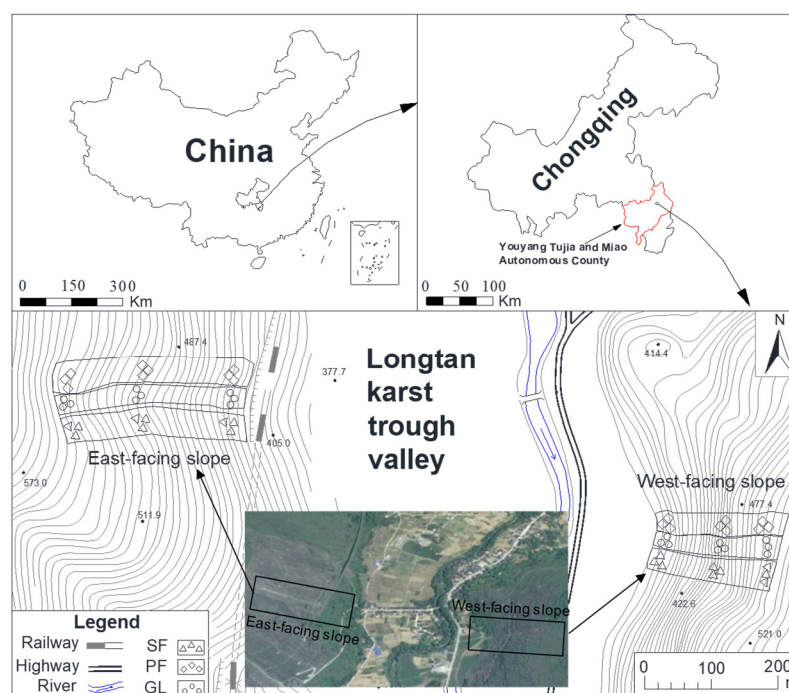 China
0 150 300
Km
Chongqing
Youyang Tujia and Miao
Autonomous County
0 50 100
Km
487.4
377.7
405.0
573.0
511.9
East-facing slope
Longtan
karst
trough
valley
N
414.4
West-facing slope
477.4
422.6
521.0
East-facing slope
West-facing slope
Legend
Railway
SF
Highway
PF
River
GL
0 100 200